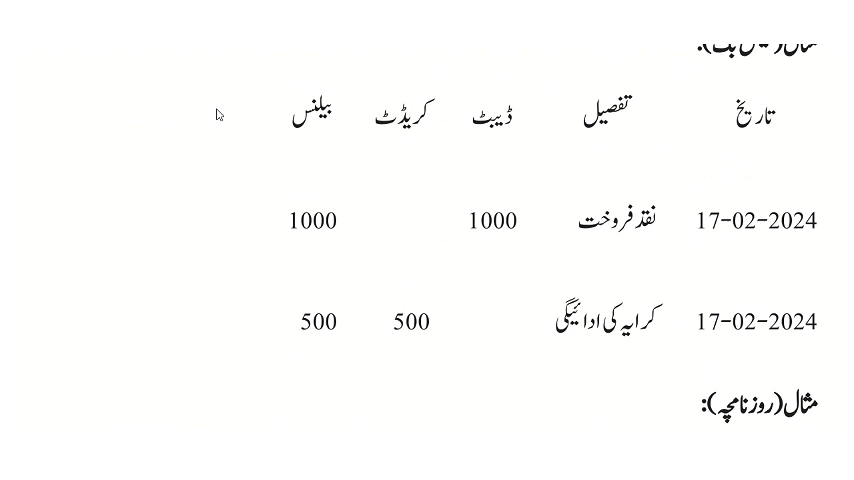 تاریخ تفصیل ڈیبٹ کریڈٹ بیلنس
17-02-2024 نقد فروخت 1000 1000
17-02-2024 کرایہ کی ادائیگی 500 500
مثال (روزنامچہ):